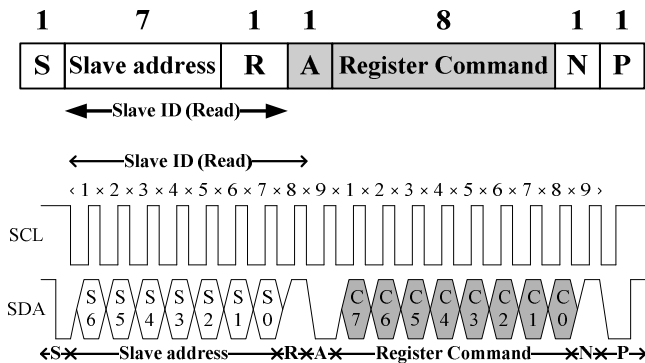 1 7 1 1 8 1 1
S Slave address R A Register Command N P
Slave ID (Read)
Slave ID (Read)
1 × 2 × 3 × 4 × 5 × 6 × 7 × 8 × 9 × 1 × 2 × 3 × 4 × 5 × 6 × 7 × 8 × 9
SCL
SDA S6 S5 S4 S3 S2 S1 S0 C7 C6 C5 C4 C3 C2 C1 C0
S Slave address R A Register Command N P